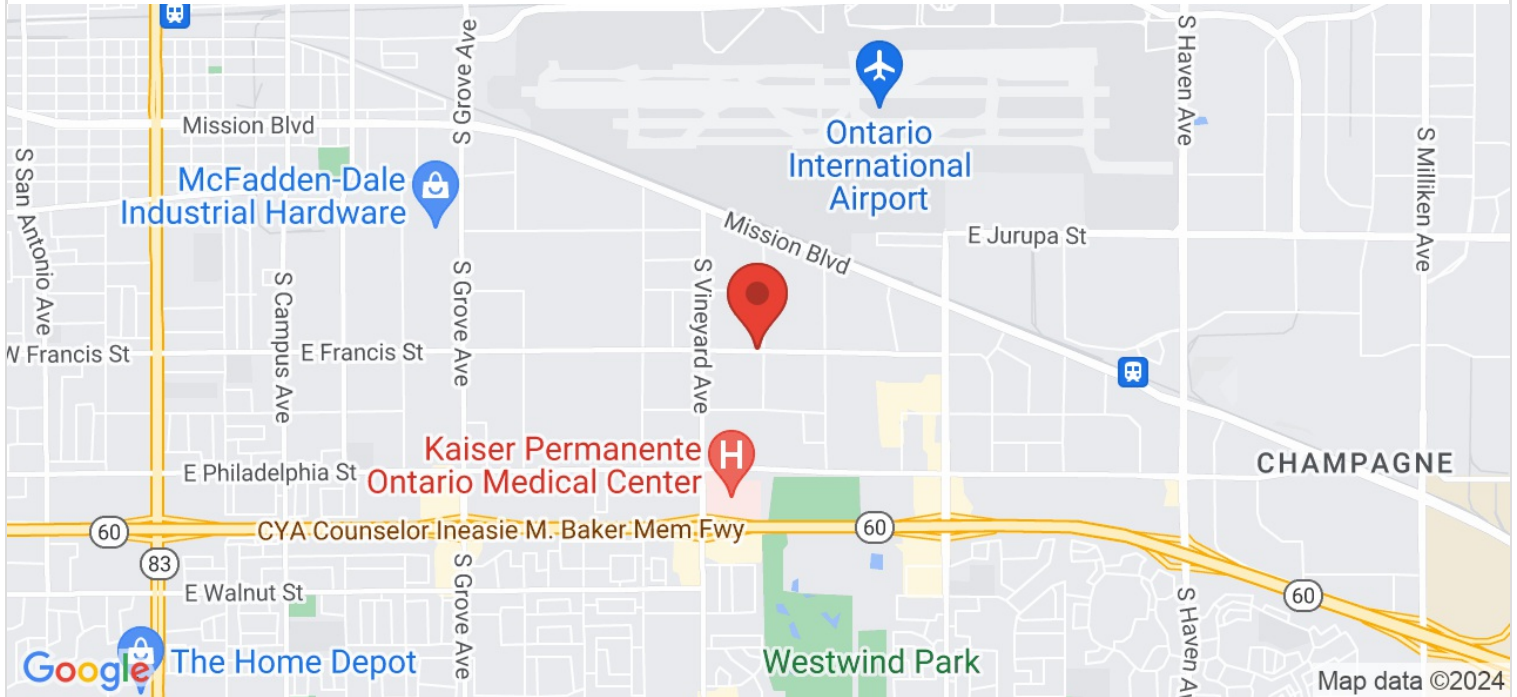 S Grove Ave
S Haven Ave
Mission Blvd
Ontario
International
Airport
S Milliken Ave
S San Antonio Ave
McFadden-Dale
Industrial Hardware
Mission Blvd
E Jurupa St
S Campus Ave
S Grove Ave
S Vineyard Ave
W Francis St
E Francis St
Kaiser Permanente
Ontario Medical Center
H
E Philadelphia St
CHAMPAGNE
60
CYA Counselor Ineasie M. Baker Mem Fwy
60
83
E Walnut St
S Grove Ave
60
S Haven Av
Google
The Home Depot
Westwind Park
Map data ©2024